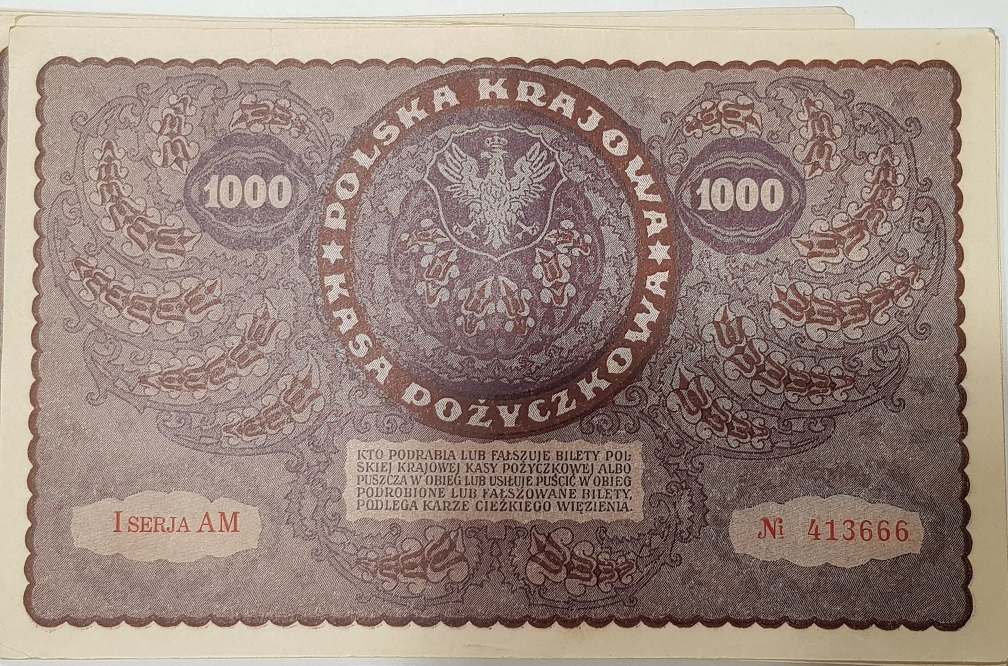 POLSKA KRAJOWA
★ KASA POŻYCZKOWA ★
1000
1000
KTO PODRABIA LUB FAŁSZUJE BILETY POL-
SKIEJ KRAJOWEJ KASY POŻYCZKOWEJ ALBO
PUSZCZA W OBIEG LUB USIŁUJE PUŚCIĆ W OBIEG
PODROBIONE LUB FAŁSZOWANE BILETY,
PODLEGA KARZE CIEŻKIEGO WIĘZIENIA.
I SERJA AM
№ 413666